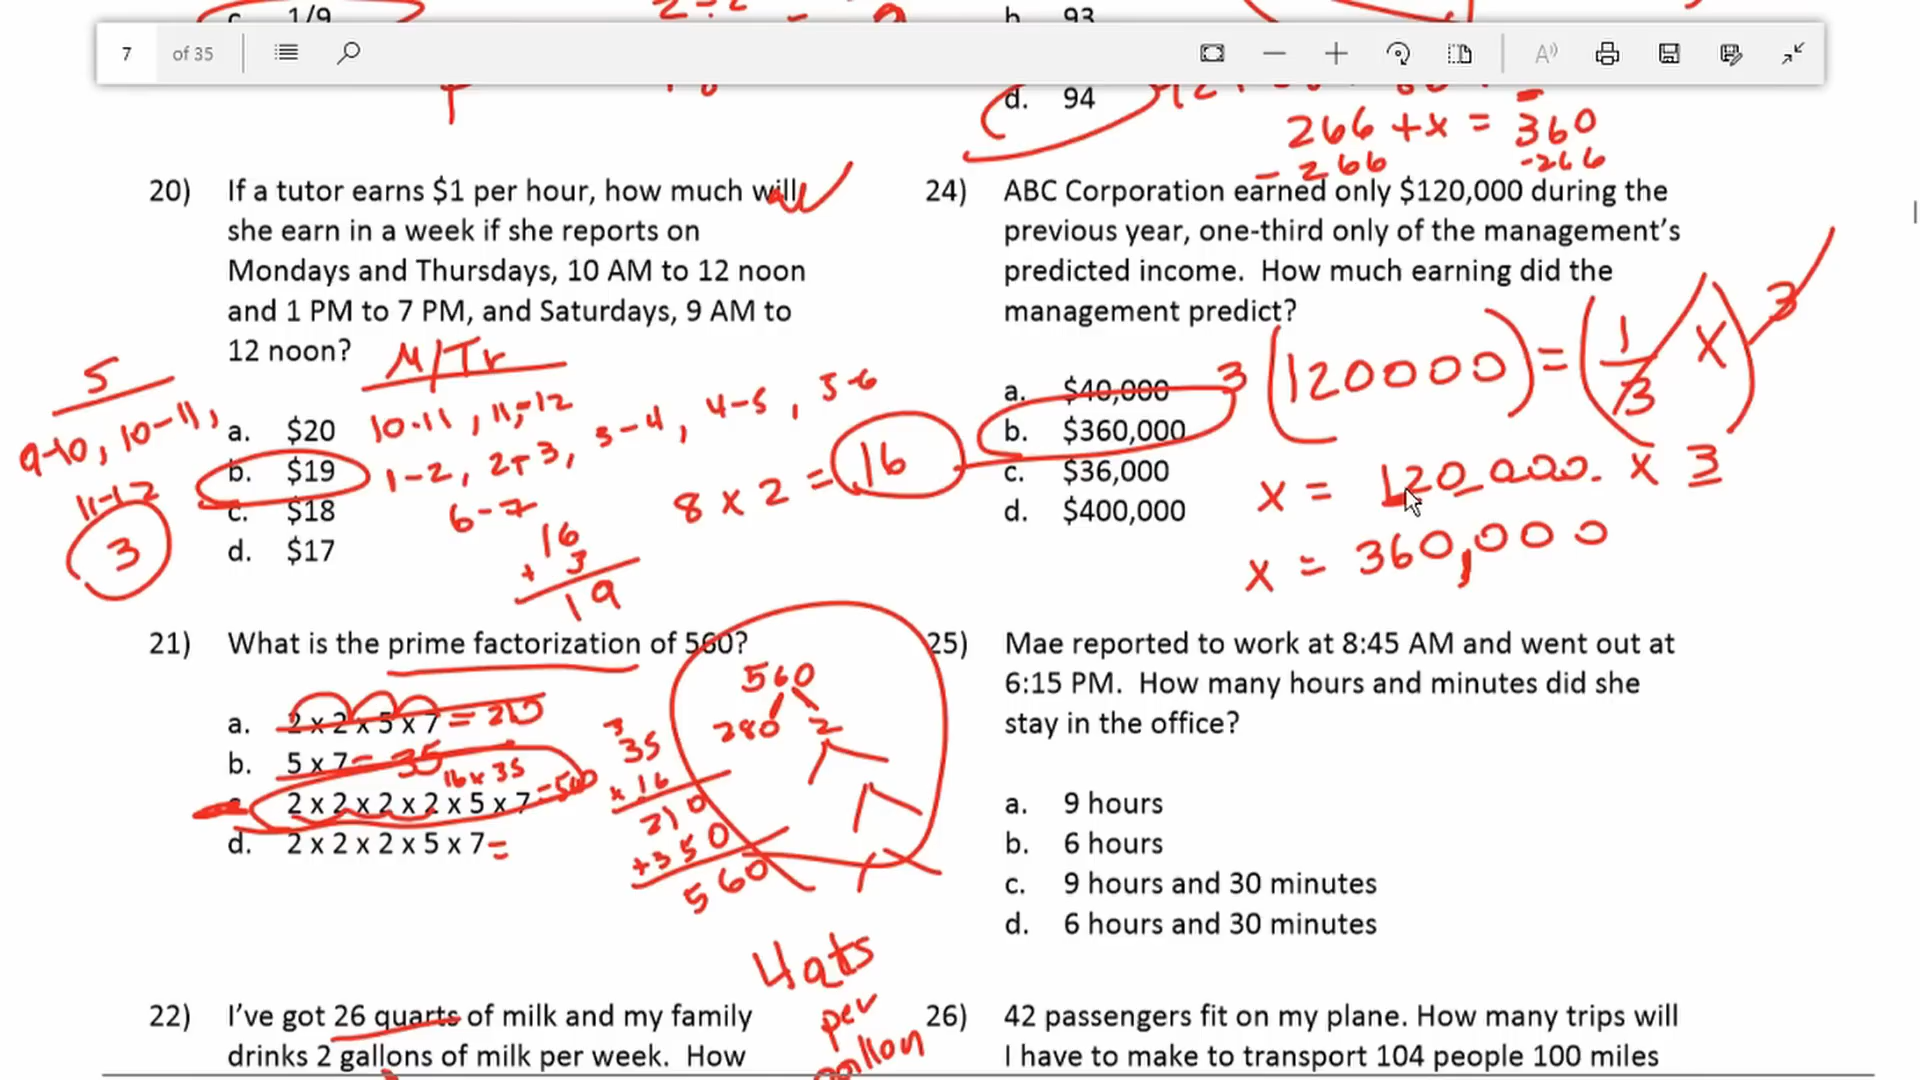 c. 1/9
7 of 35
20) If a tutor earns $1 per hour, how much will
she earn in a week if she reports on
Mondays and Thursdays, 10 AM to 12 noon
and 1 PM to 7 PM, and Saturdays, 9 AM to
12 noon?
M/Tr
5
9-10, 10-11,
11-12
3
10-11, 11-12
1-2, 2-3, 3-4, 4-5, 5-6
6-7
8 x 2 = 16
16
+ 3
19
a. $20
b. $19
c. $18
d. $17
21) What is the prime factorization of 560?
a. 2 x 2 x 5 x 7 =
b. 5 x 7 = 35
16 x 35
2 x 2 x 2 x 2 x 5 x 7 = 560
d. 2 x 2 x 2 x 5 x 7 =
3
35
x 16
210
+350
560
560
280 2
22) I've got 26 quarts of milk and my family
drinks 2 gallons of milk per week. How
4 qts
per
gallon
b. 93
d. 94
266 + x = 360
- 266 -266
24) ABC Corporation earned only $120,000 during the
previous year, one-third only of the management's
predicted income. How much earning did the
management predict?
a. $40,000
b. $360,000
c. $36,000
d. $400,000
3 (120000) = (1/3 x) 3
x = 120,000. x 3
x = 360,000
25) Mae reported to work at 8:45 AM and went out at
6:15 PM. How many hours and minutes did she
stay in the office?
a. 9 hours
b. 6 hours
c. 9 hours and 30 minutes
d. 6 hours and 30 minutes
26) 42 passengers fit on my plane. How many trips will
I have to make to transport 104 people 100 miles